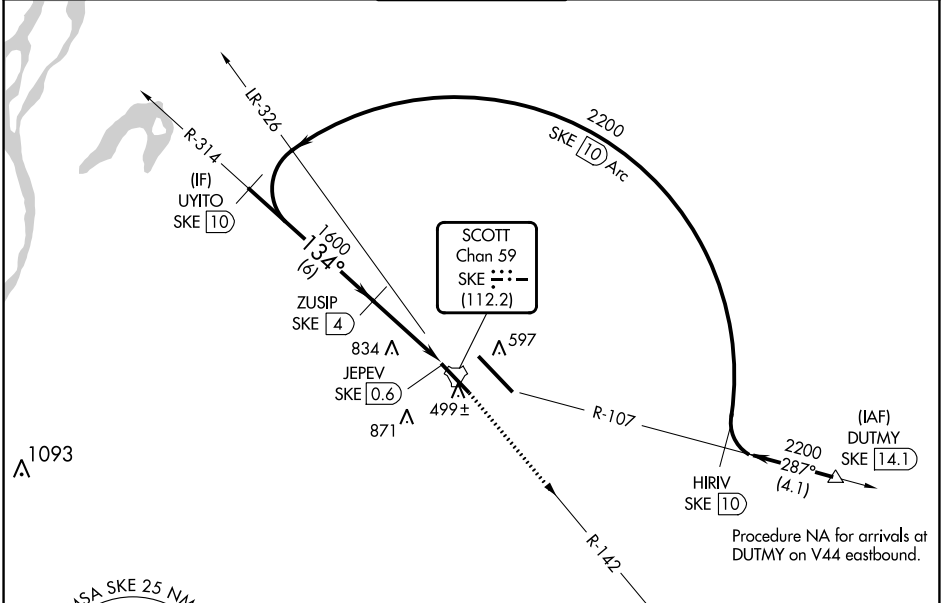 LR-326
2200
SKE 10 Arc
R-314
(IF)
UYITO
SKE 10
1600
134°
(6)
SCOTT
Chan 59
SKE
(112.2)
ZUSIP
SKE 4
834
597
JEPEV
SKE 0.6
499±
871
R-107
(IAF)
DUTMY
SKE 14.1
2200
287°
(4.1)
1093
HIRIV
SKE 10
Procedure NA for arrivals at
DUTMY on V44 eastbound.
R-142
MSA SKE 25 NM